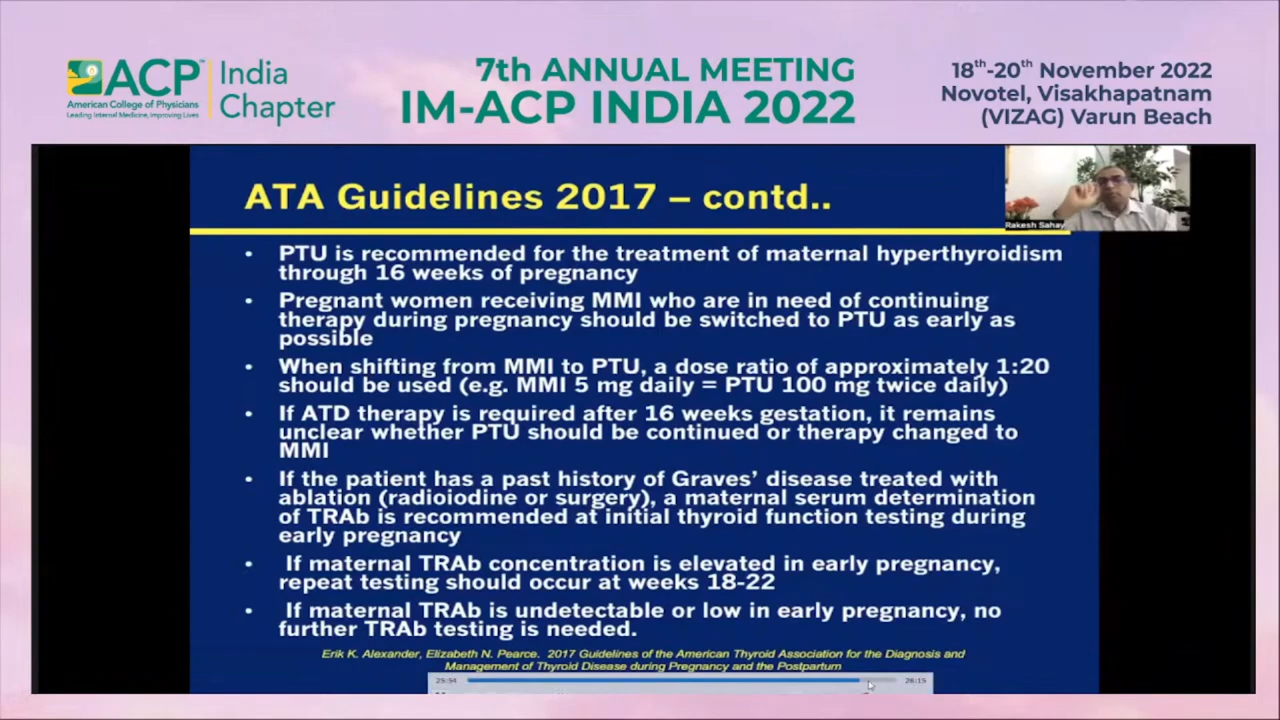 ACP
American College of Physicians
Leading Internal Medicine, Improving Lives
India
Chapter
7th ANNUAL MEETING
IM-ACP INDIA 2022
18th-20th November 2022
Novotel, Visakhapatnam
(VIZAG) Varun Beach
ATA Guidelines 2017 – contd..
Rakesh Sahay
• PTU is recommended for the treatment of maternal hyperthyroidism
through 16 weeks of pregnancy
• Pregnant women receiving MMI who are in need of continuing
therapy during pregnancy should be switched to PTU as early as
possible
• When shifting from MMI to PTU, a dose ratio of approximately 1:20
should be used (e.g. MMI 5 mg daily = PTU 100 mg twice daily)
• If ATD therapy is required after 16 weeks gestation, it remains
unclear whether PTU should be continued or therapy changed to
MMI
• If the patient has a past history of Graves’ disease treated with
ablation (radioiodine or surgery), a maternal serum determination
of TRAb is recommended at initial thyroid function testing during
early pregnancy
• If maternal TRAb concentration is elevated in early pregnancy,
repeat testing should occur at weeks 18-22
• If maternal TRAb is undetectable or low in early pregnancy, no
further TRAb testing is needed.
Erik K. Alexander, Elizabeth N. Pearce. 2017 Guidelines of the American Thyroid Association for the Diagnosis and
Management of Thyroid Disease during Pregnancy and the Postpartum
25:54
28:15